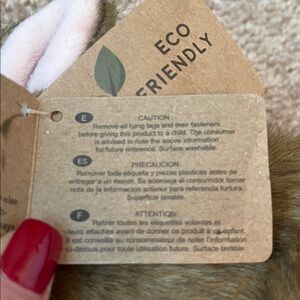 ECO
FRIENDLY
E
CAUTION
Remove all hang tags and their fasteners
before giving this product to a child. The consumer
is advised to note the above information
for future reference. Surface washable.
ES
PRECAUCION:
Remover toda etiqueta y piezas plasticas antes de
entregar a un menor. Se aconseja al consumidor tomar
nota de la informacion anterior para referencia furtura
Superficie lavable.
F
ATTENTION:
Retirer toutes les étiquettes volantes et
leurs attaches avant de donner ce produit à un enfant.
Il est conseillé au consommateur de noter l'information
ci-dessus pour toute utilisation future. Surface lavable
else